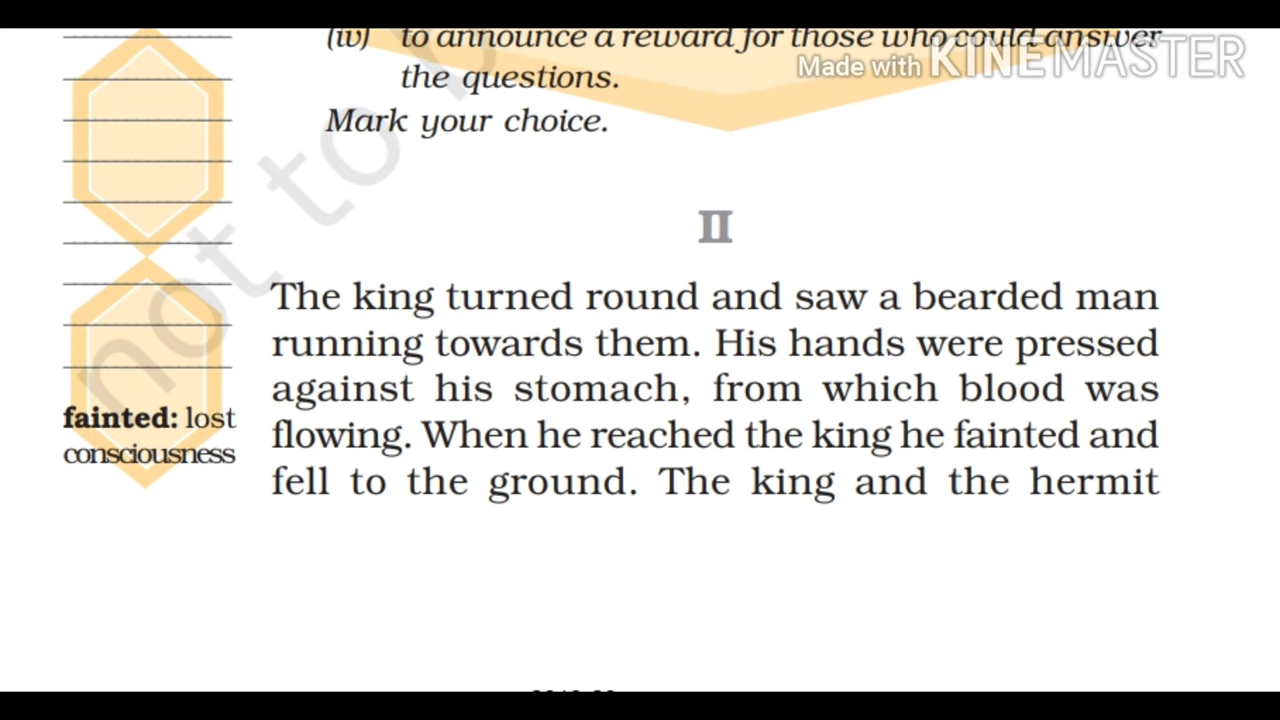 (iv) to announce a reward for those who could answer
the questions.
Made with KINEMASTER
Mark your choice.
not to
II
The king turned round and saw a bearded man
running towards them. His hands were pressed
against his stomach, from which blood was
flowing. When he reached the king he fainted and
fell to the ground. The king and the hermit
fainted: lost
consciousness